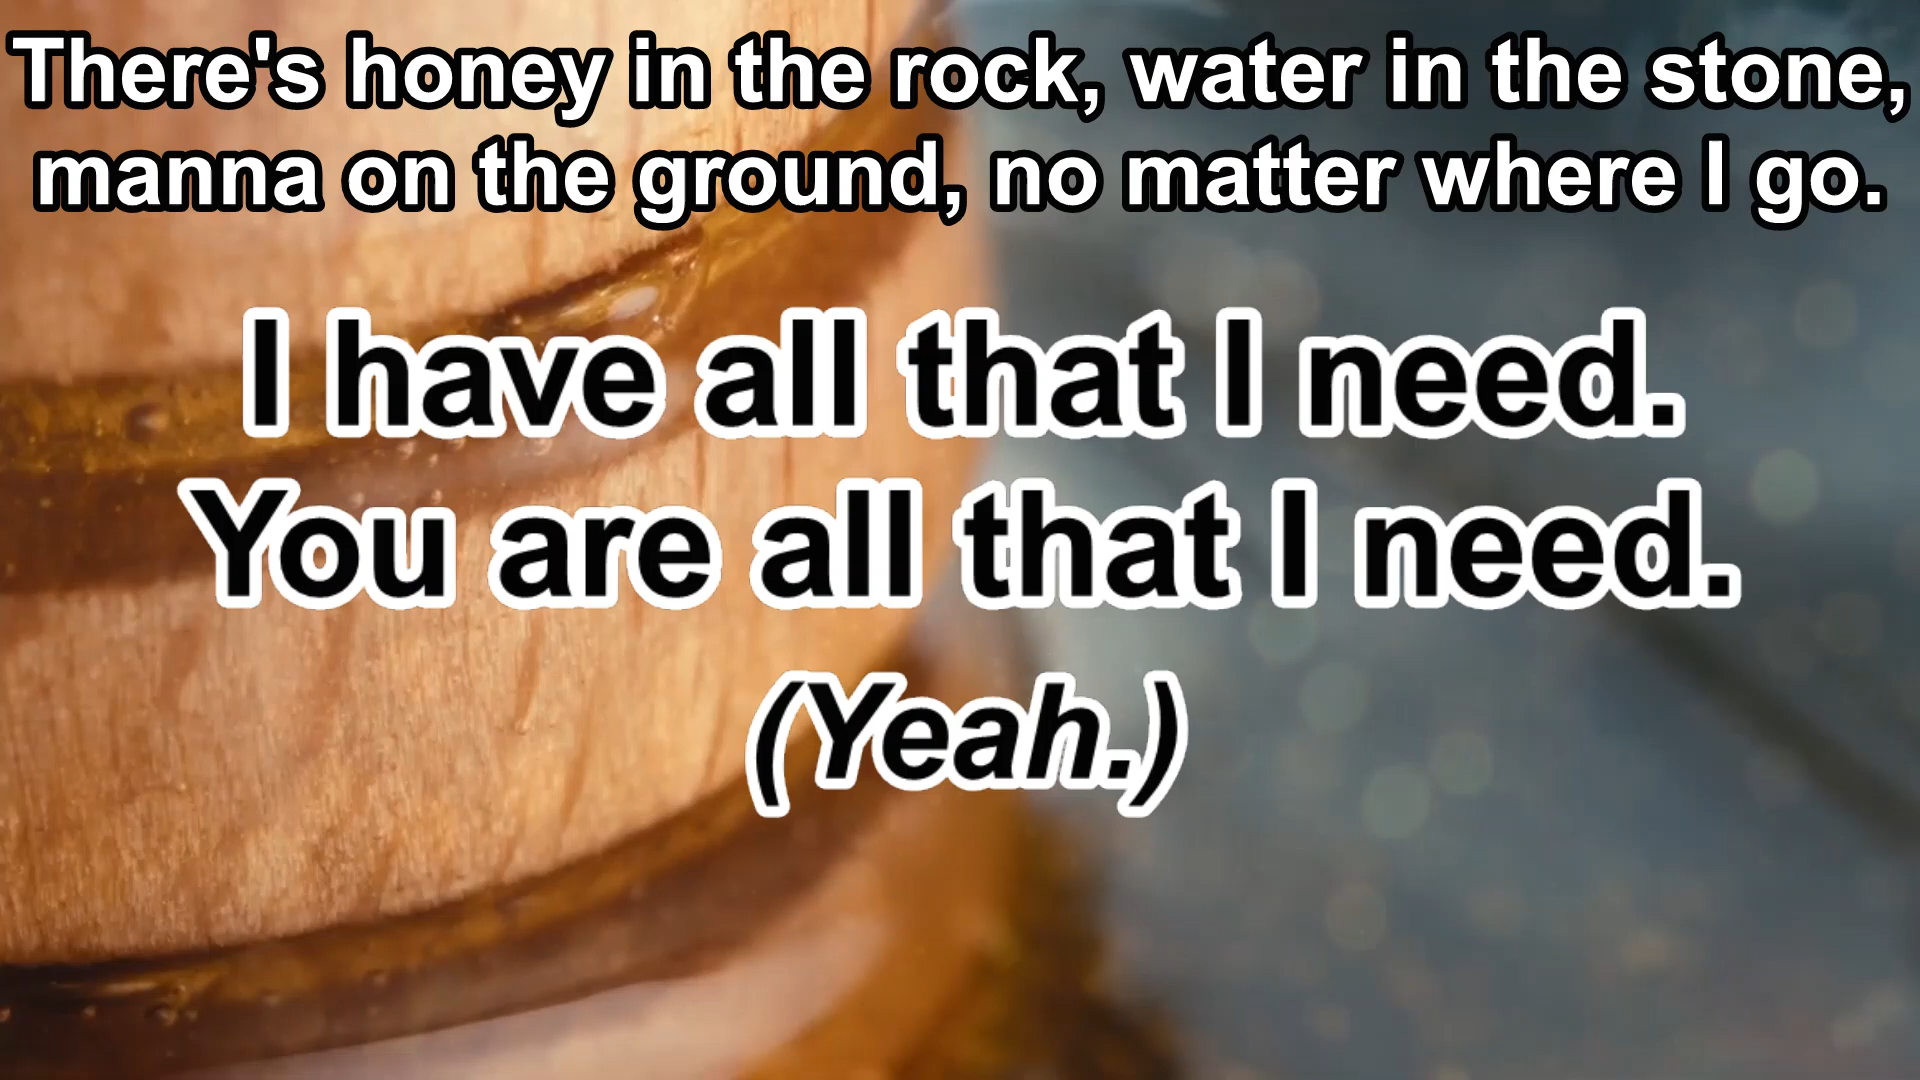 There's honey in the rock, water in the stone,
manna on the ground, no matter where I go.
I have all that I need.
You are all that I need.
(Yeah.)